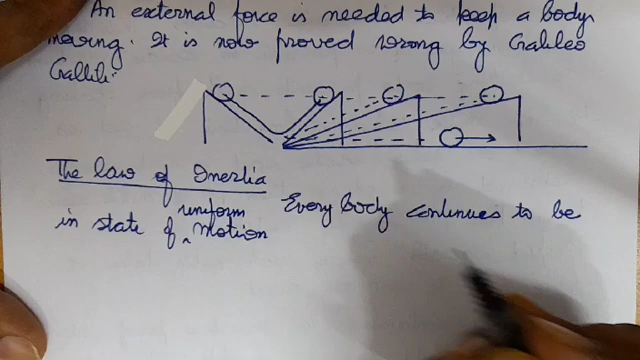 An external force is needed to keep a body
moving. It is now proved wrong by Galileo
Gallili.
The law of Inertia Every body continues to be
in state of uniform motion